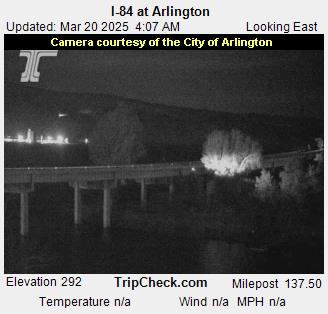 I-84 at Arlington
Updated: Mar 20 2025 4:07 AM Looking East
Camera courtesy of the City of Arlington
Elevation 292 TripCheck.com Milepost 137.50
Temperature n/a Wind n/a MPH n/a